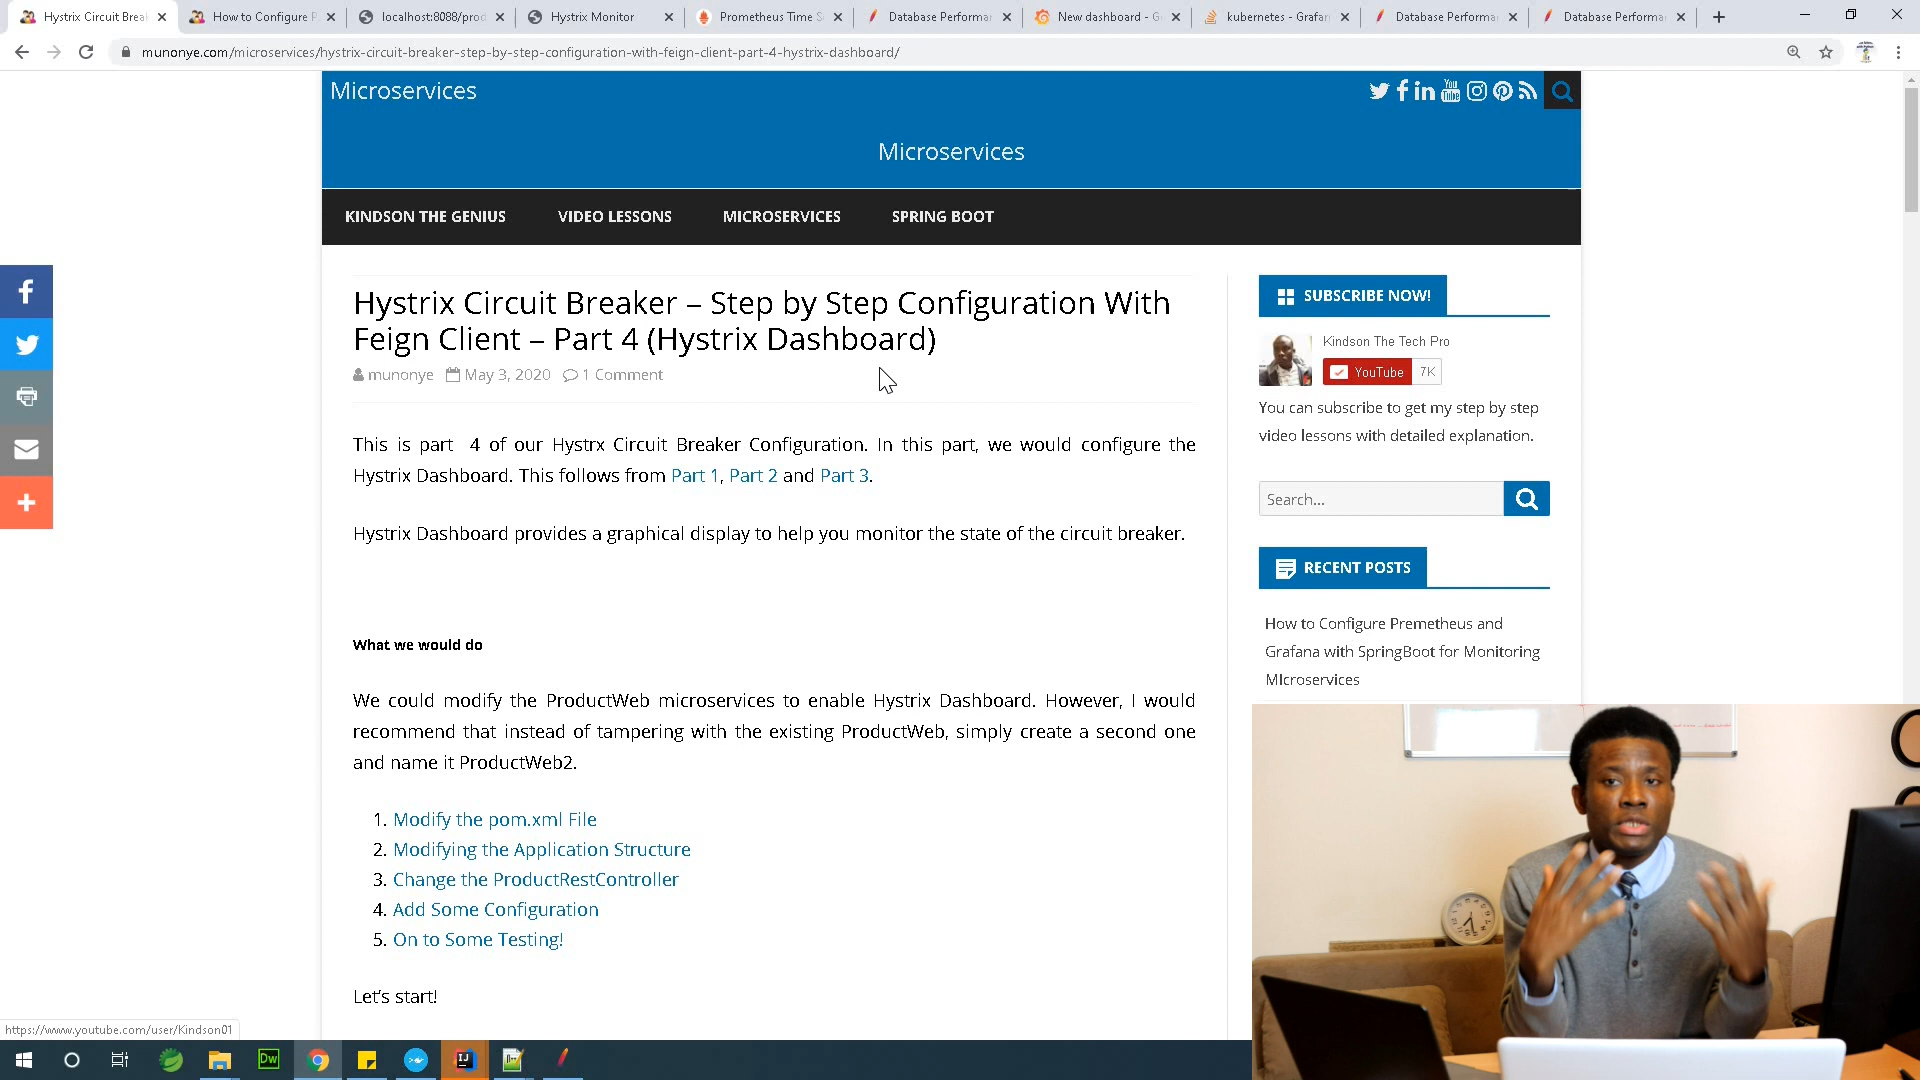 Hystrix Circuit Brea
How to Configure P
localhost:8088/prod
Hystrix Monitor
Prometheus Time S
Database Performa
New dashboard - G
kubernetes - Grafan
Database Performa
Database Performa
munonye.com/microservices/hystrix-circuit-breaker-step-by-step-configuration-with-feign-client-part-4-hystrix-dashboard/
Microservices
Microservices
KINDSON THE GENIUS
VIDEO LESSONS
MICROSERVICES
SPRING BOOT
Hystrix Circuit Breaker – Step by Step Configuration With
Feign Client – Part 4 (Hystrix Dashboard)
munonye May 3, 2020 1 Comment
This is part 4 of our Hystrx Circuit Breaker Configuration. In this part, we would configure the
Hystrix Dashboard. This follows from Part 1, Part 2 and Part 3.
Hystrix Dashboard provides a graphical display to help you monitor the state of the circuit breaker.
What we would do
We could modify the ProductWeb microservices to enable Hystrix Dashboard. However, I would
recommend that instead of tampering with the existing ProductWeb, simply create a second one
and name it ProductWeb2.
1. Modify the pom.xml File
2. Modifying the Application Structure
3. Change the ProductRestController
4. Add Some Configuration
5. On to Some Testing!
Let's start!
SUBSCRIBE NOW!
Kindson The Tech Pro
YouTube 7K
You can subscribe to get my step by step
video lessons with detailed explanation.
Search...
RECENT POSTS
How to Configure Premetheus and
Grafana with SpringBoot for Monitoring
MIcroservices
https://www.youtube.com/user/Kindson01
Dw
IJ